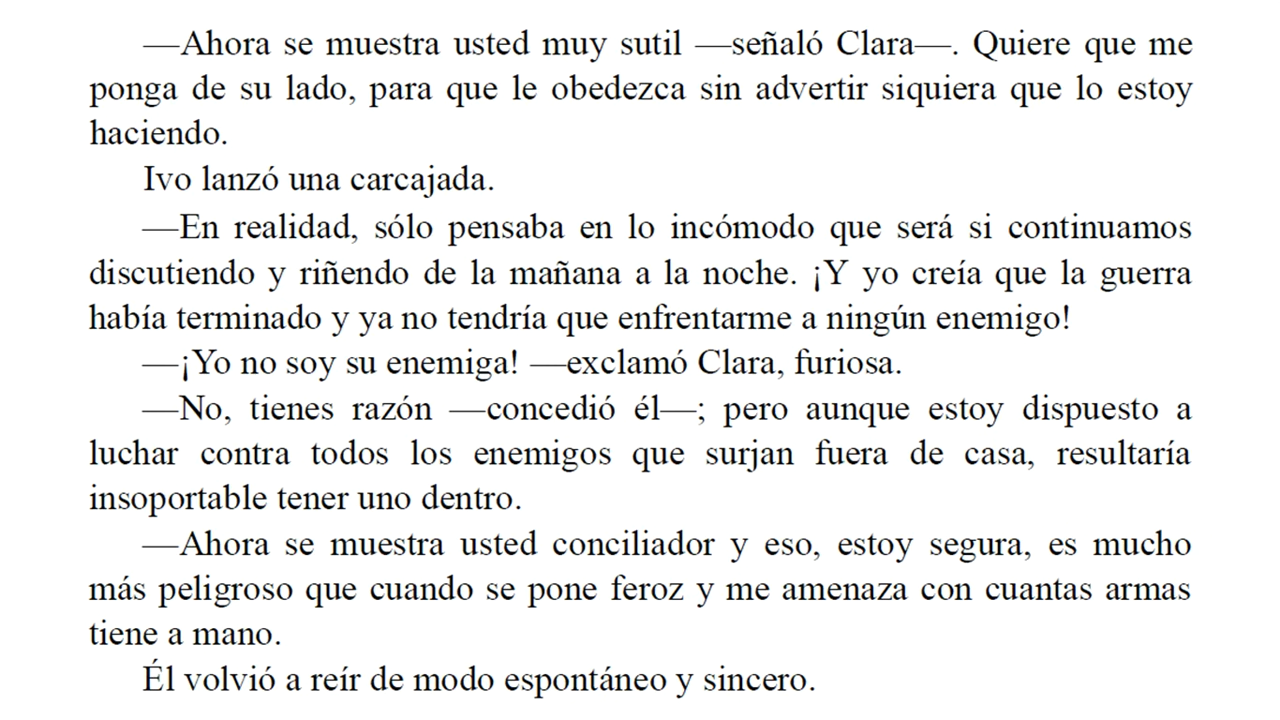 —Ahora se muestra usted muy sutil —señaló Clara—. Quiere que me
ponga de su lado, para que le obedezca sin advertir siquiera que lo estoy
haciendo.
Ivo lanzó una carcajada.
—En realidad, sólo pensaba en lo incómodo que será si continuamos
discutiendo y riñendo de la mañana a la noche. ¡Y yo creía que la guerra
había terminado y ya no tendría que enfrentarme a ningún enemigo!
—¡Yo no soy su enemiga! —exclamó Clara, furiosa.
—No, tienes razón —concedió él—; pero aunque estoy dispuesto a
luchar contra todos los enemigos que surjan fuera de casa, resultaría
insoportable tener uno dentro.
—Ahora se muestra usted conciliador y eso, estoy segura, es mucho
más peligroso que cuando se pone feroz y me amenaza con cuantas armas
tiene a mano.
Él volvió a reír de modo espontáneo y sincero.